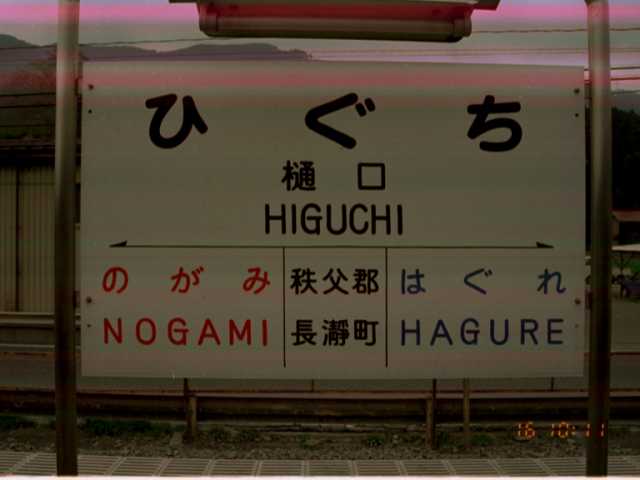 ひぐち
樋口
HIGUCHI
のがみ 秩父郡 はぐれ
NOGAMI 長瀞町 HAGURE
16 10:11